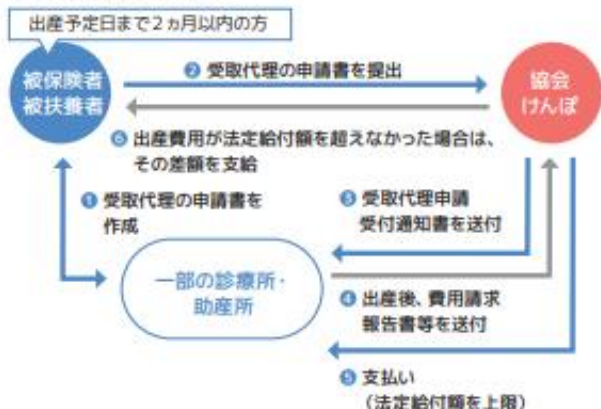 出産予定日まで2ヵ月以内の方
被保険者
被扶養者
❷ 受取代理の申請書を提出
協会
けんぽ
❻ 出産費用が法定給付額を超えなかった場合は、
その差額を支給
❶ 受取代理の申請書を
作成
❸ 受取代理申請
受付通知書を送付
一部の診療所・
助産所
❹ 出産後、費用請求
報告書等を送付
❺ 支払い
（法定給付額を上限）